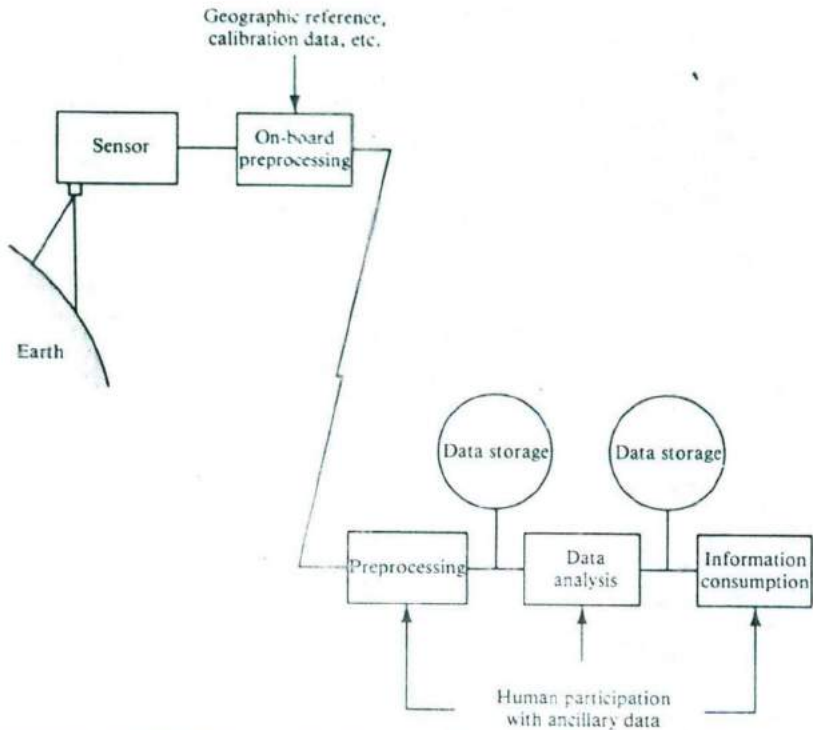 Geographic reference,
calibration data, etc.
Sensor
On-board
preprocessing
Earth
Data storage
Data storage
Preprocessing
Data
analysis
Information
consumption
Human participation
with ancillary data